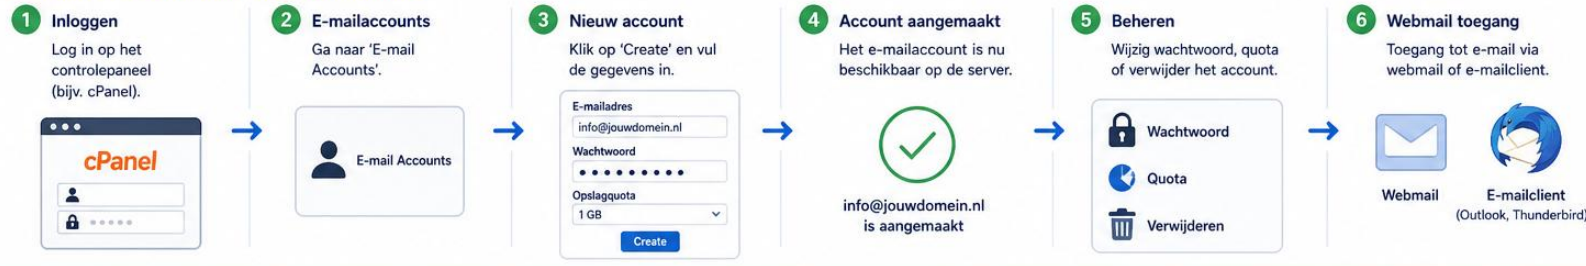 1 Inloggen
Log in op het
controlepaneel
(bijv. cPanel).
cPanel
2 E-mailaccounts
Ga naar 'E-mail
Accounts'.
E-mail Accounts
3 Nieuw account
Klik op 'Create' en vul
de gegevens in.
E-mailadres
info@jouwdomein.nl
Wachtwoord
Opslagquota
1 GB
Create
4 Account aangemaakt
Het e-mailaccount is nu
beschikbaar op de server.
info@jouwdomein.nl
is aangemaakt
5 Beheren
Wijzig wachtwoord, quota
of verwijder het account.
Wachtwoord
Quota
Verwijderen
6 Webmail toegang
Toegang tot e-mail via
webmail of e-mailclient.
Webmail
E-mailclient
(Outlook, Thunderbird)